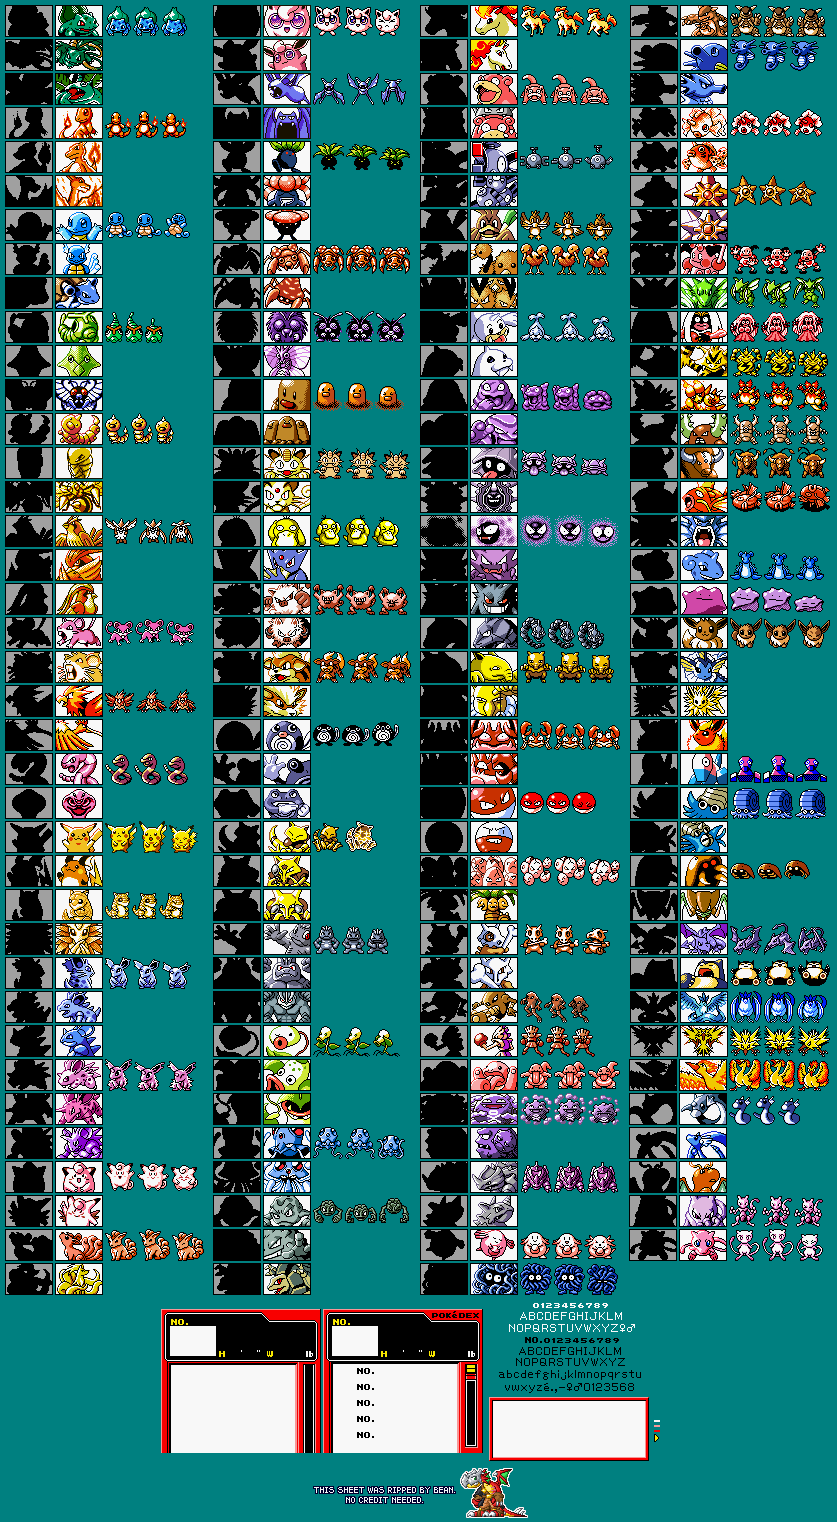 NO.
H ' " W lb
POKéDEX
NO.
H ' " W lb
NO.
NO.
NO.
NO.
NO.
0123456789
ABCDEFGHIJKLM
NOPQRSTUVWXYZ♀♂
NO.0123456789
ABCDEFGHIJKLM
NOPQRSTUVWXYZ
abcdefghijklmnopqrstu
vwxyzé.,-♀♂0123568
THIS SHEET WAS RIPPED BY BEAN.
NO CREDIT NEEDED.